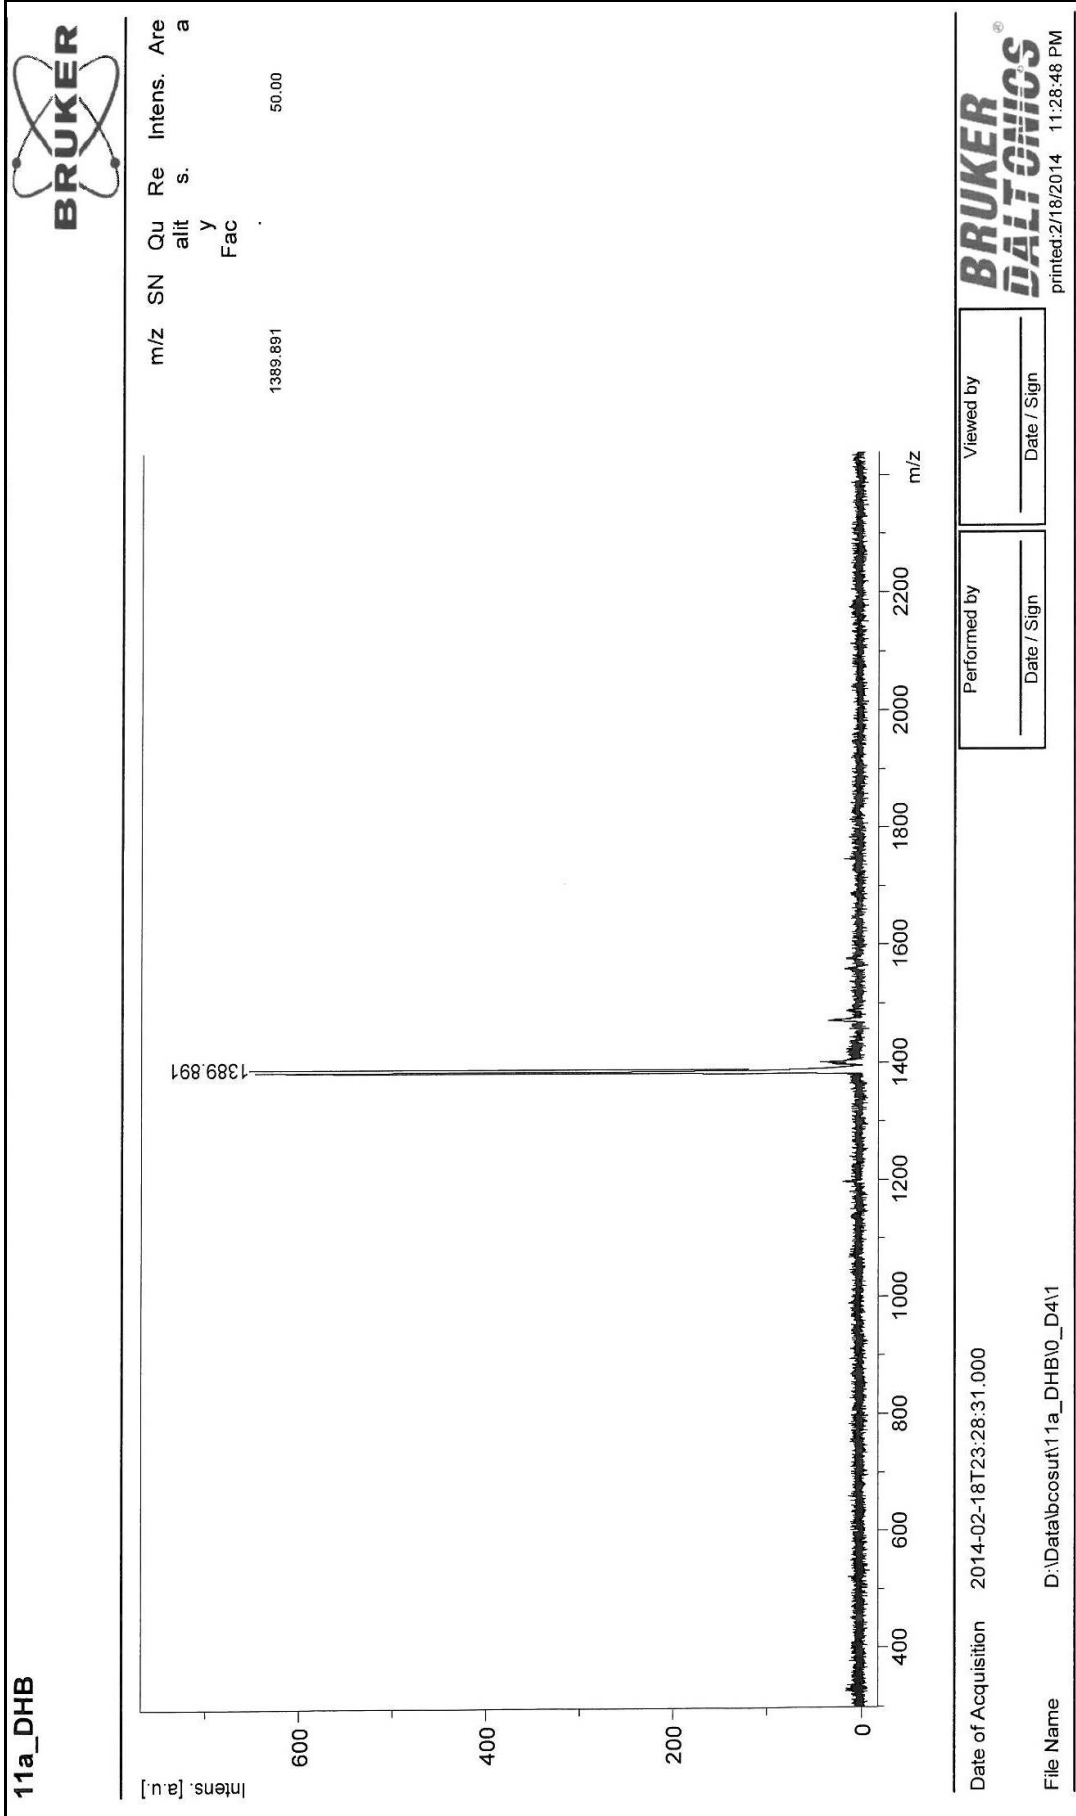 11a_DHB
BRUKER
m/z SN Qu Re Intens. Are
alit s. a
y
Fac
.
1389.891 50.00
Intens. [a.u.]
1389.891
600
400
200
0
400 600 800 1000 1200 1400 1600 1800 2000 2200
m/z
Date of Acquisition 2014-02-18T23:28:31.000
File Name D:\Data\bcosut\11a_DHB\0_D4\1
Performed by
Date / Sign
Viewed by
Date / Sign
BRUKER
DALTONICS®
printed:2/18/2014 11:28:48 PM